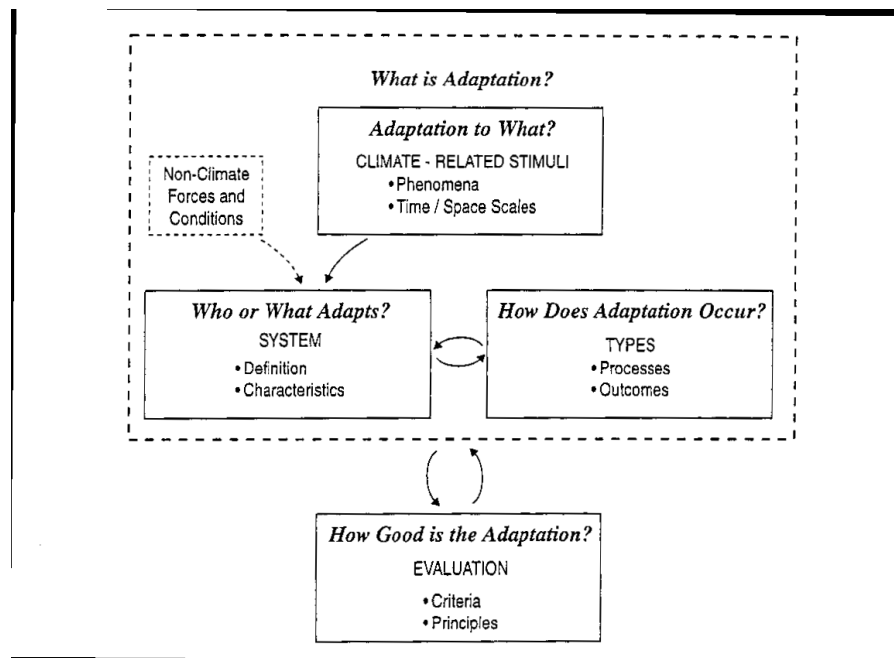 What is Adaptation?
Adaptation to What?
CLIMATE - RELATED STIMULI
• Phenomena
• Time / Space Scales
Non-Climate
Forces and
Conditions
Who or What Adapts?
SYSTEM
• Definition
• Characteristics
How Does Adaptation Occur?
TYPES
• Processes
• Outcomes
How Good is the Adaptation?
EVALUATION
• Criteria
• Principles